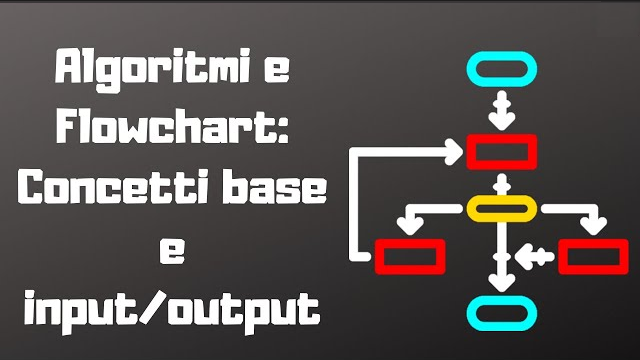 Algoritmi e
Flowchart:
Concetti base
e
input/output